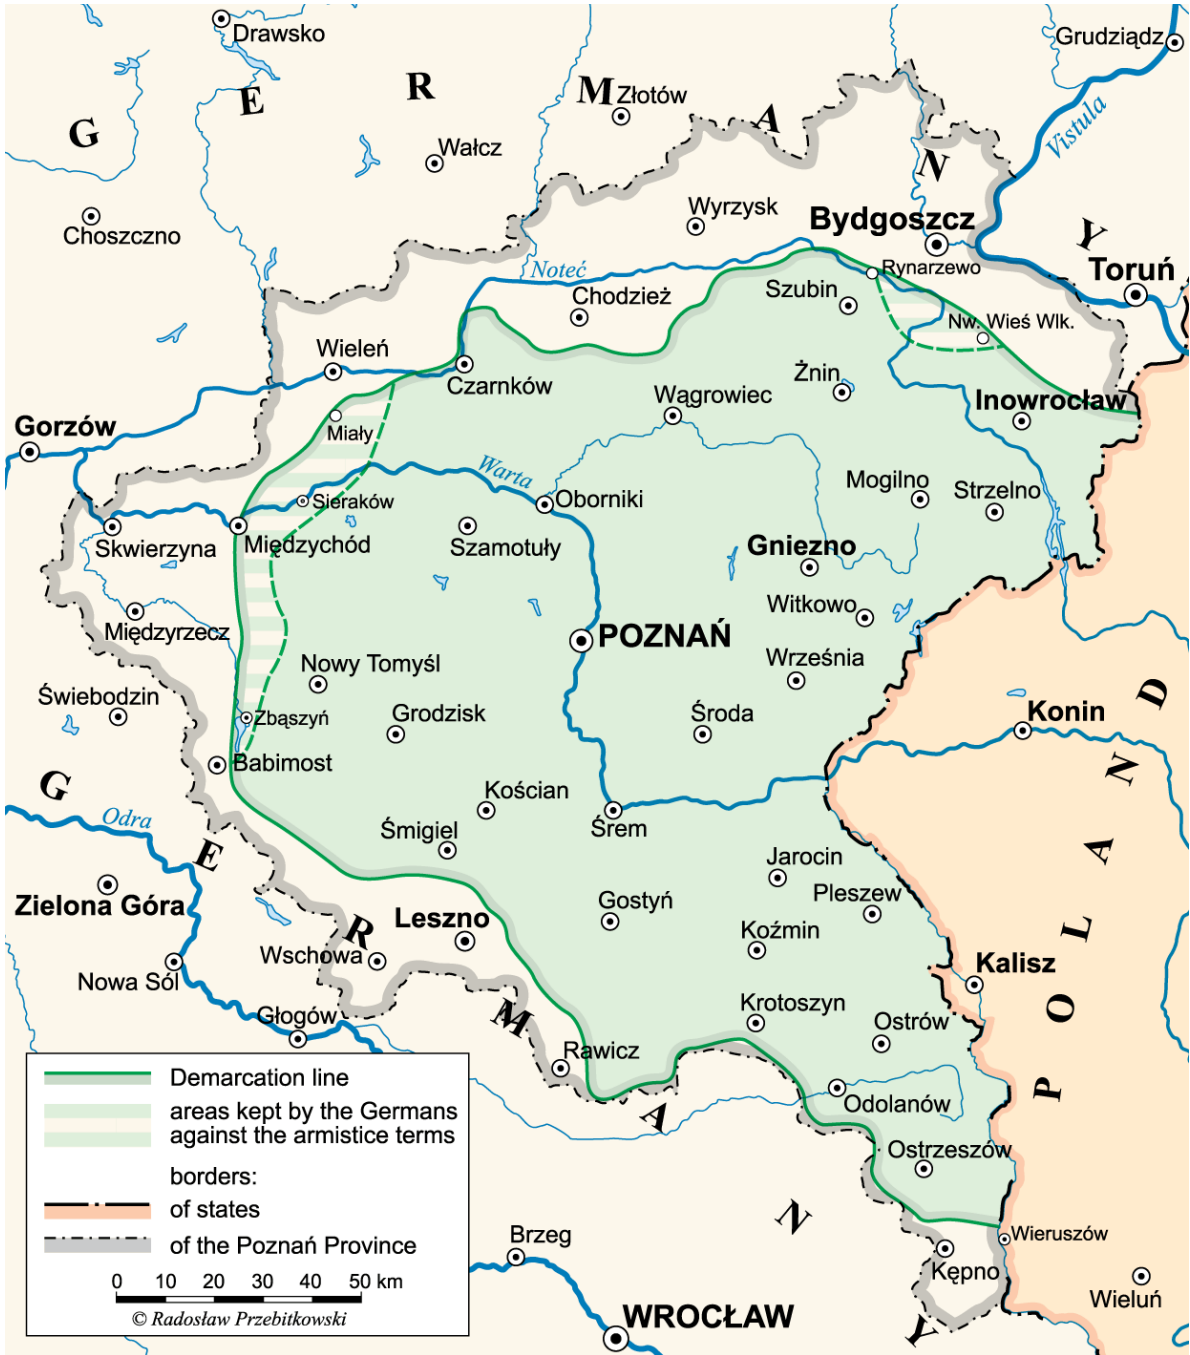 Drawsko
Grudziądz
G E R M A N Y
Złotów
Wałcz
Vistula
Choszczno
Wyrzysk
Bydgoszcz
Noteć
Rynarzewo
Toruń
Chodzież
Szubin
Nw. Wieś Wlk.
Wieleń
Czarnków
Żnin
Wągrowiec
Inowrocław
Gorzów
Miały
Warta
Sieraków
Oborniki
Mogilno
Strzelno
Skwierzyna
Międzychód
Szamotuły
Gniezno
Witkowo
Międzyrzecz
POZNAŃ
Nowy Tomyśl
Września
Świebodzin
Zbąszyń
Grodzisk
Środa
Konin
Babimost
G E R M A N Y
P O L A N D
Kościan
Odra
Śmigiel
Śrem
Jarocin
Zielona Góra
Pleszew
Leszno
Gostyń
Koźmin
Wschowa
Kalisz
Nowa Sól
Krotoszyn
Głogów
Ostrów
Rawicz
Odolanów
Ostrzeszów
Brzeg
Wieruszów
Kępno
Wieluń
WROCŁAW
Demarcation line
areas kept by the Germans
against the armistice terms
borders:
of states
of the Poznań Province
0 10 20 30 40 50 km
© Radosław Przebitkowski